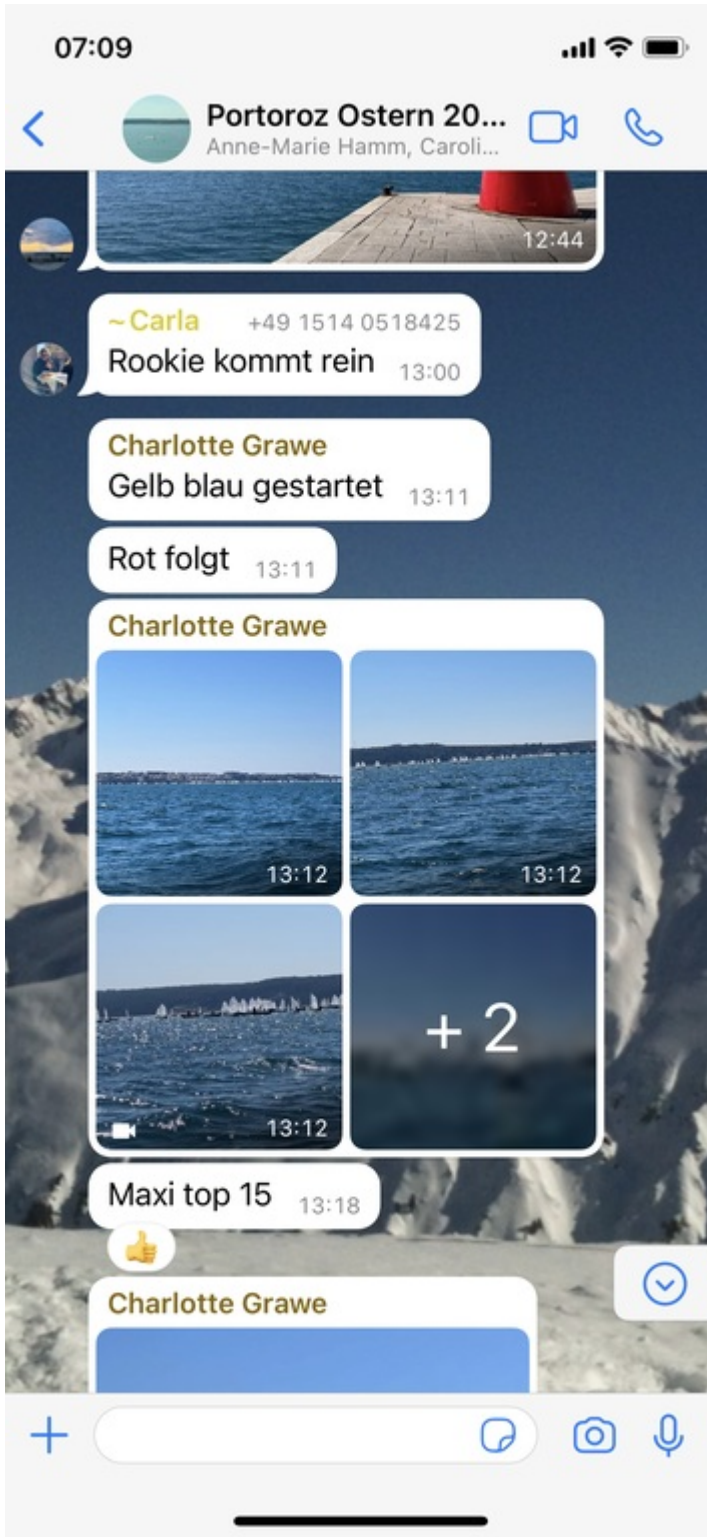 07:09
Portoroz Ostern 20...
Anne-Marie Hamm, Caroli...
12:44
~Carla +49 1514 0518425
Rookie kommt rein 13:00
Charlotte Grawe
Gelb blau gestartet 13:11
Rot folgt 13:11
Charlotte Grawe
13:12 13:12
13:12 + 2
Maxi top 15 13:18
Charlotte Grawe